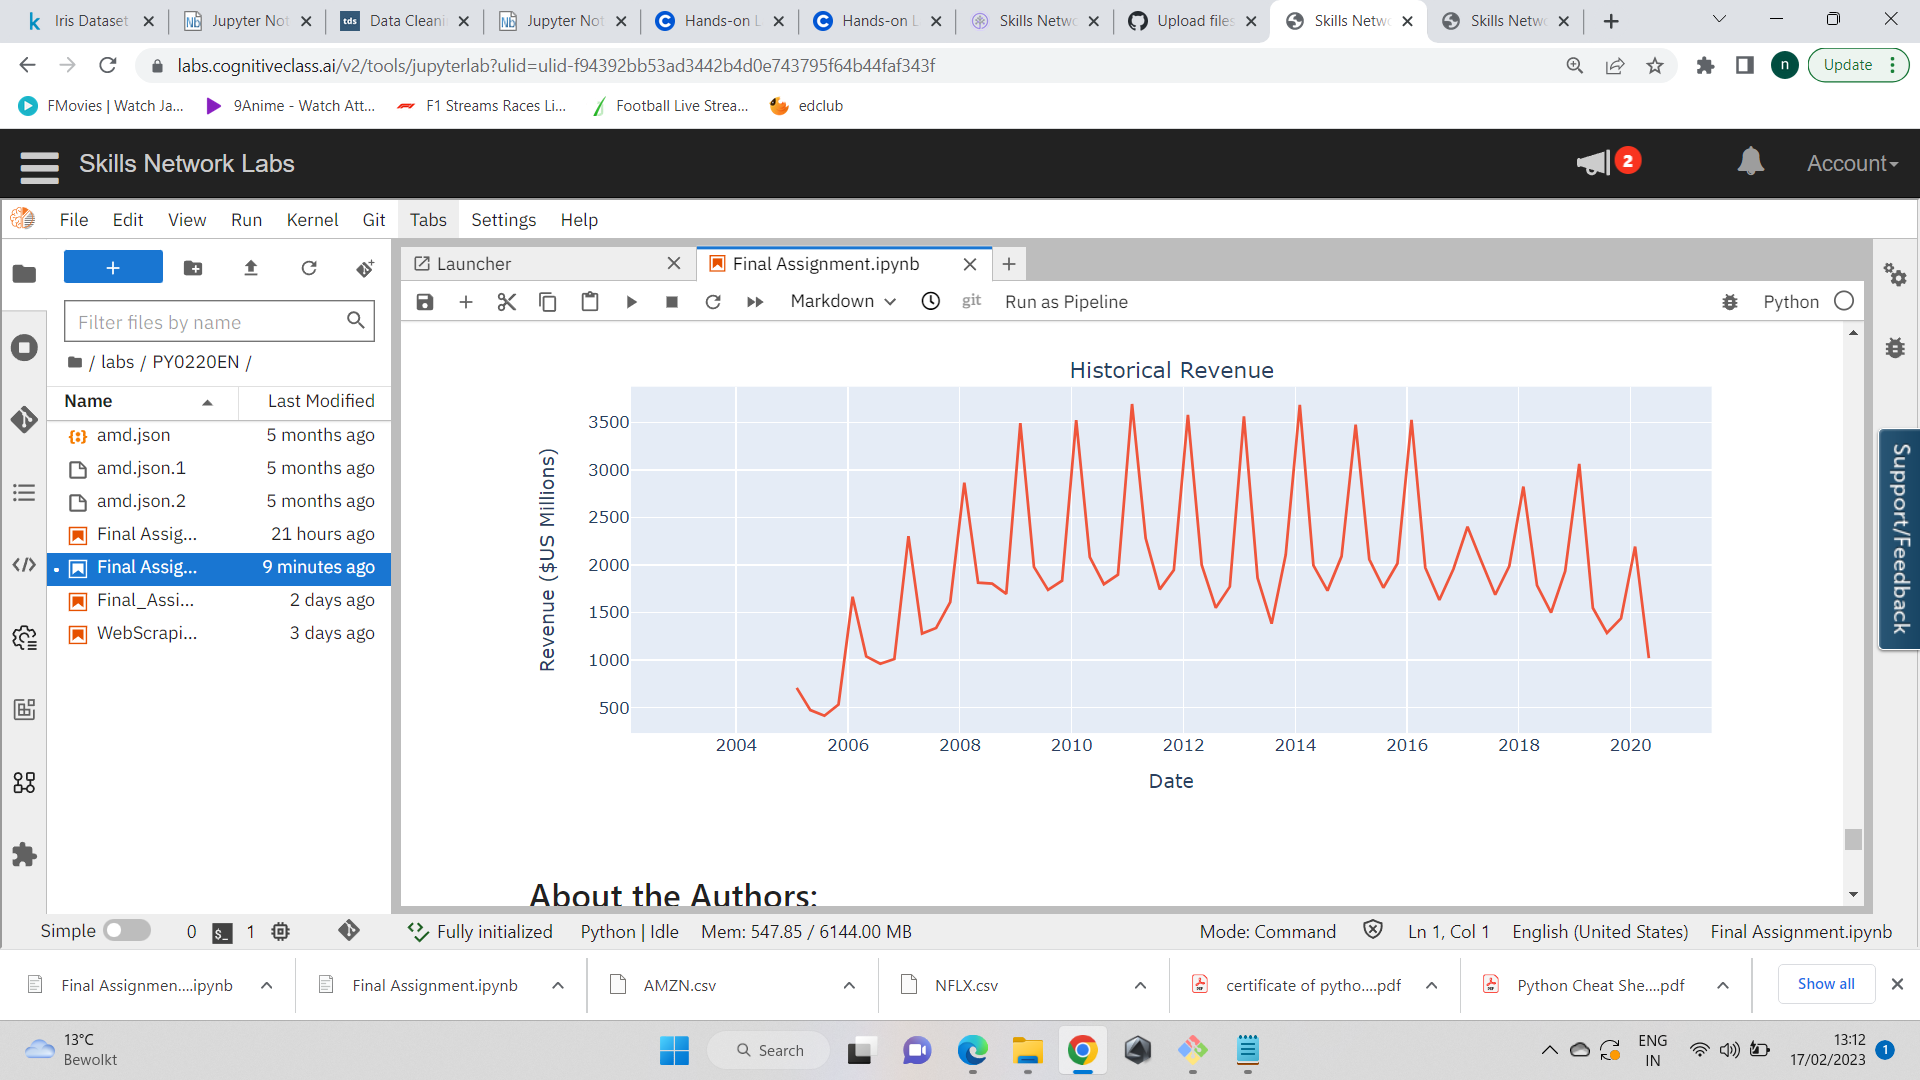 Iris Dataset
Jupyter Not
Data Cleani
Jupyter Not
Hands-on L
Hands-on L
Skills Netwo
Upload files
Skills Netwo
Skills Netwo
labs.cognitiveclass.ai/v2/tools/jupyterlab?ulid=ulid-f94392bb53ad3442b4d0e743795f64b44faf343f
n
Update
FMovies | Watch Ja...
9Anime - Watch Att...
F1 Streams Races Li...
Football Live Strea...
edclub
Skills Network Labs
2
Account
File Edit View Run Kernel Git Tabs Settings Help
Launcher
Final Assignment.ipynb
Markdown
git
Run as Pipeline
Python
Filter files by name
/ labs / PY0220EN /
Name
Last Modified
amd.json 5 months ago
amd.json.1 5 months ago
amd.json.2 5 months ago
Final Assig... 21 hours ago
Final Assig... 9 minutes ago
Final_Assi... 2 days ago
WebScrapi... 3 days ago
Historical Revenue
Revenue ($US Millions)
3500
3000
2500
2000
1500
1000
500
2004 2006 2008 2010 2012 2014 2016 2018 2020
Date
About the Authors:
Support/Feedback
Simple
0
$_
1
Fully initialized
Python | Idle
Mem: 547.85 / 6144.00 MB
Mode: Command
Ln 1, Col 1
English (United States)
Final Assignment.ipynb
Final Assignmen....ipynb
Final Assignment.ipynb
AMZN.csv
NFLX.csv
certificate of pytho....pdf
Python Cheat She....pdf
Show all
13°C
Bewolkt
Search
ENG
IN
13:12
17/02/2023
1